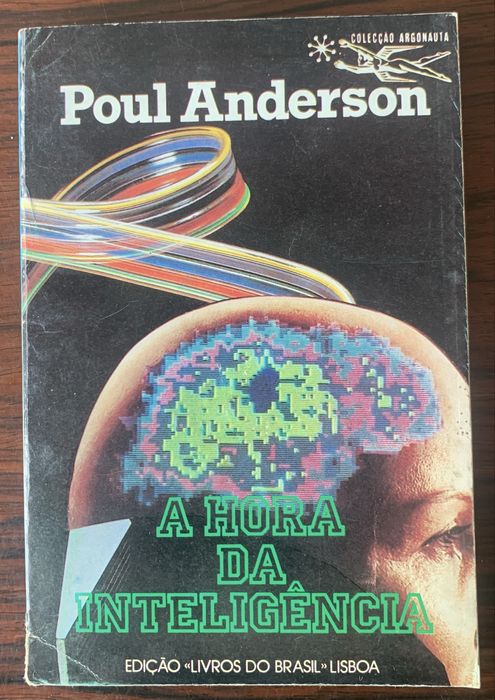 COLECÇÃO ARGONAUTA
Poul Anderson
A HORA
DA
INTELIGÊNCIA
EDIÇÃO «LIVROS DO BRASIL» LISBOA